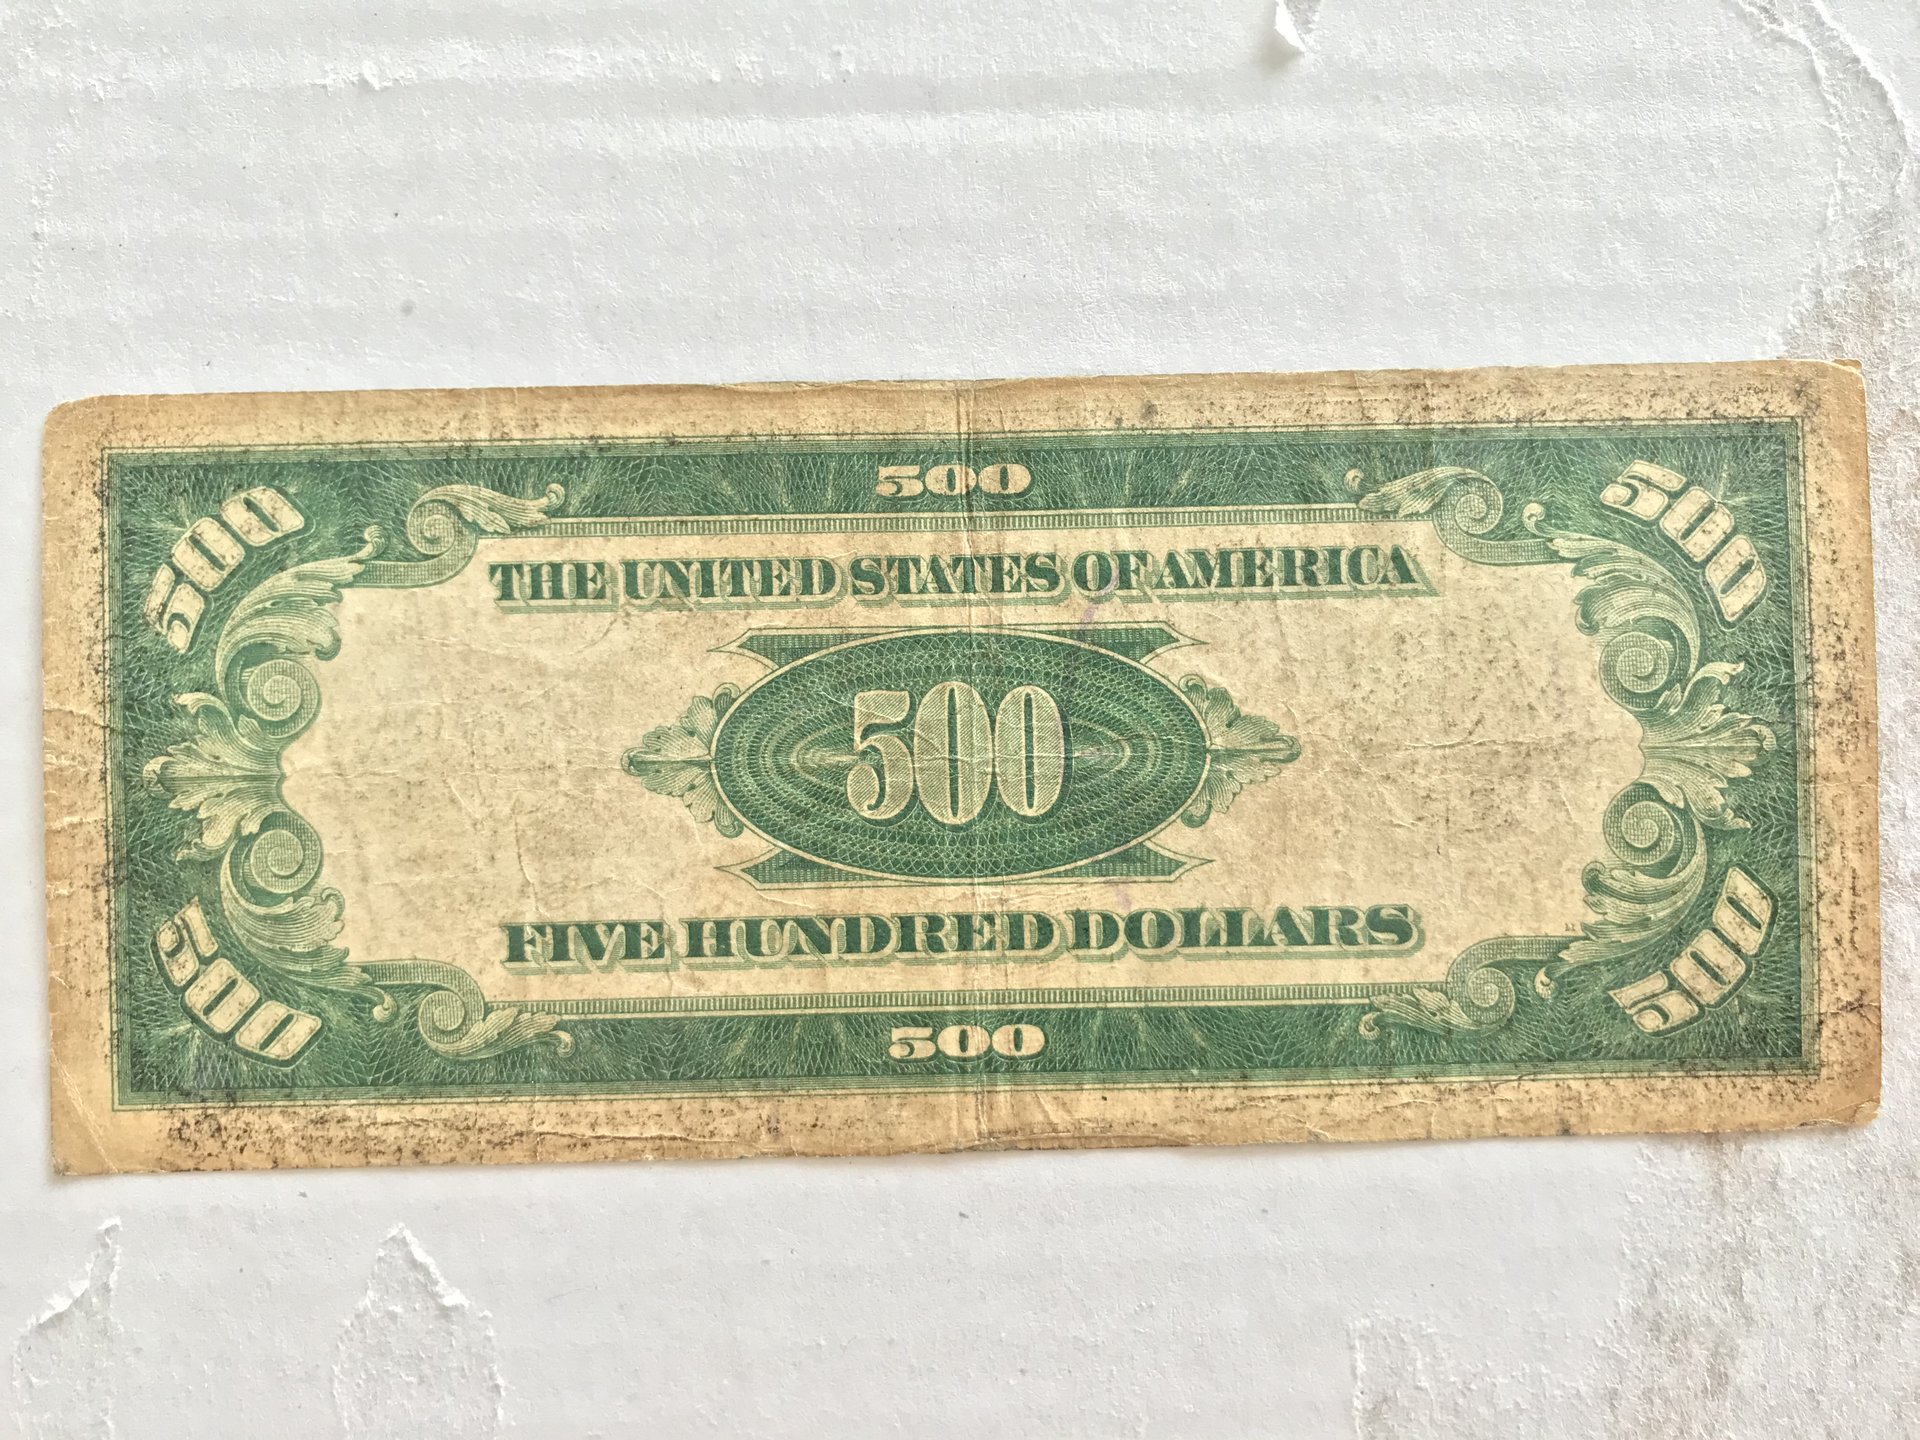 500
500 500
THE UNITED STATES OF AMERICA
500
FIVE HUNDRED DOLLARS
500 500
500